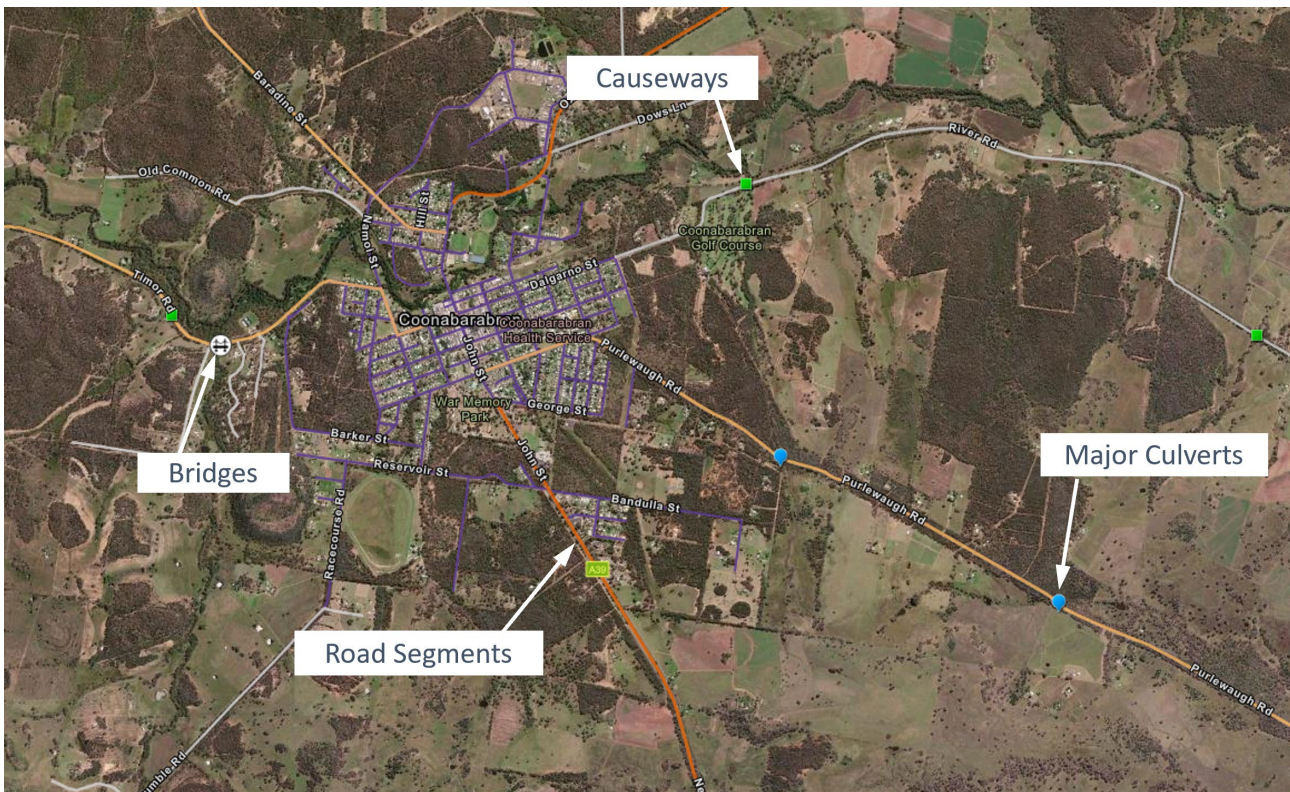 Causeways
Baradine St
Dows Ln
River Rd
Old Common Rd
Hill St
Namoi St
Coonabarabran
Golf Course
Timor Rd
Dalgarno St
Coonabarabran
Coonabarabran
Health Service
John St
Purlewaugh Rd
War Memory
Park
George St
Barker St
Bridges
Reservoir St
John St
Major Culverts
Purlewaugh Rd
Bandulla St
Racecourse Rd
A39
Road Segments
Purlewaugh Rd